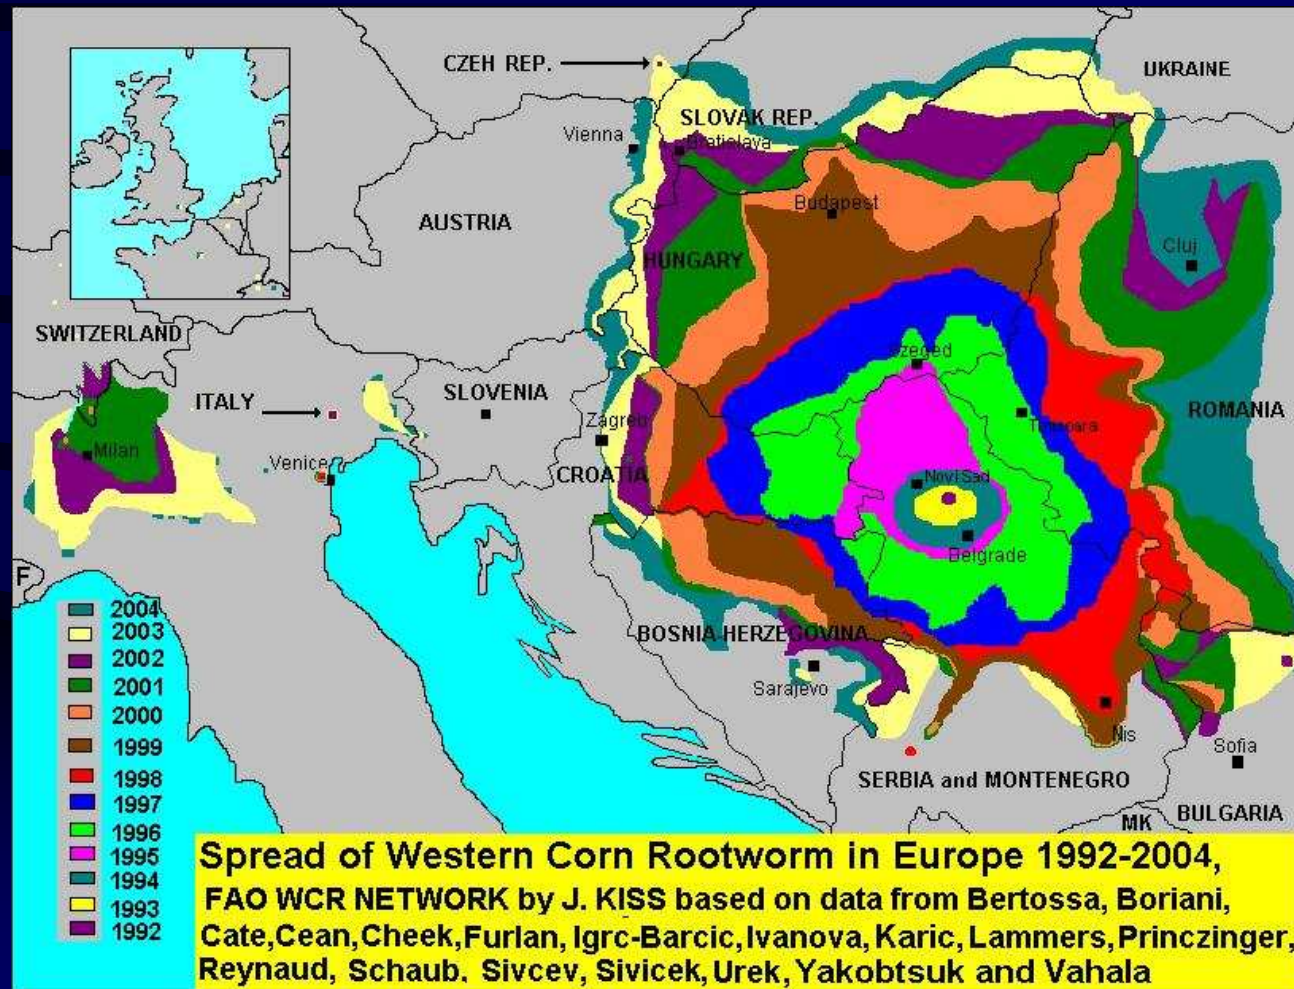 CZEH REP.
UKRAINE
SLOVAK REP.
Vienna
Bratislava
AUSTRIA
Budapest
HUNGARY
Cluj
SWITZERLAND
Szeged
SLOVENIA
ITALY
ROMANIA
Zagreb
Timisoara
Milan
Venice
CROATIA
Novi Sad
Belgrade
F
2004
2003
BOSNIA HERZEGOVINA
2002
Sarajevo
2001
2000
Nis
1999
Sofia
1998
SERBIA and MONTENEGRO
1997
BULGARIA
MK
1996
1995
1994
1993
1992
Spread of Western Corn Rootworm in Europe 1992-2004,
FAO WCR NETWORK by J. KISS based on data from Bertossa, Boriani,
Cate,Cean,Cheek,Furlan, Igrc-Barcic,Ivanova, Karic, Lammers, Princzinger,
Reynaud, Schaub. Sivcev, Sivicek, Urek, Yakobtsuk and Vahala